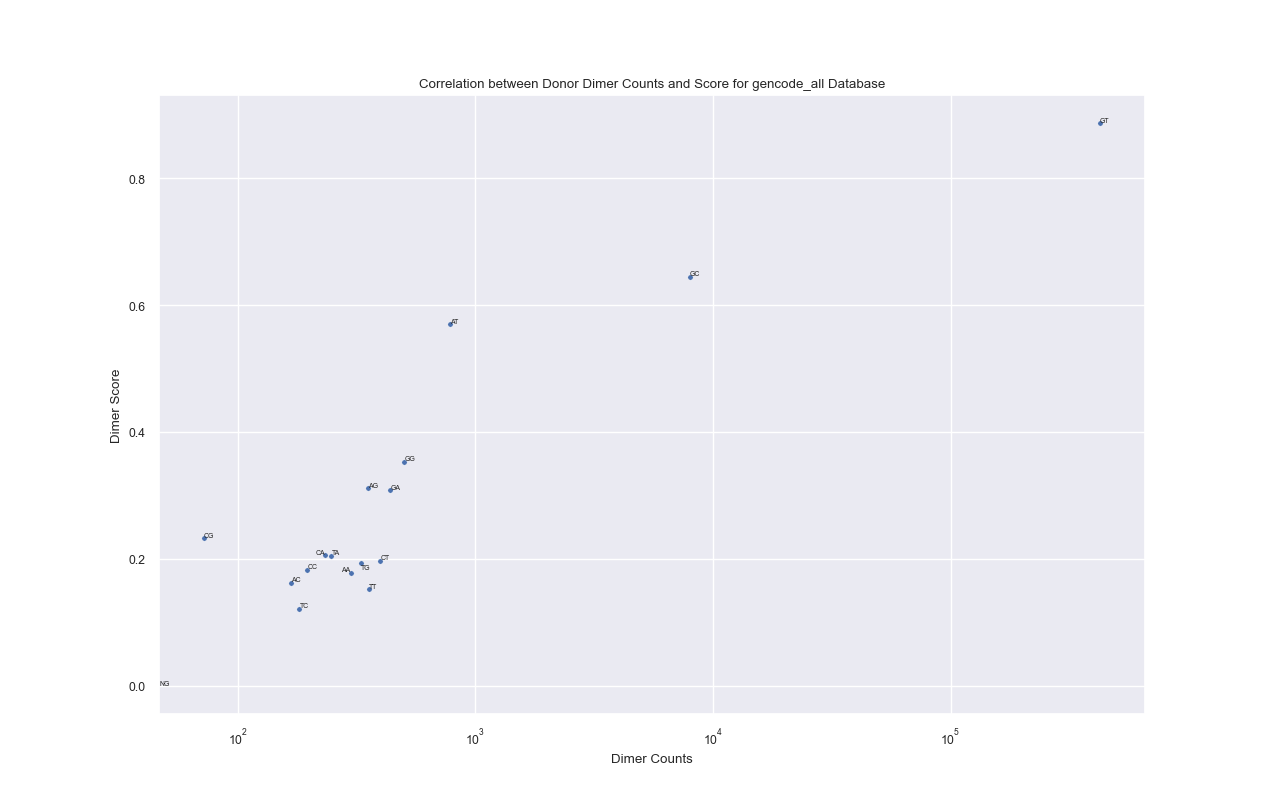 Correlation between Donor Dimer Counts and Score for gencode_all Database
GT
0.8
GC
0.6
AT
Dimer Score
0.4
GG
AG
GA
CG
CA
TA
CT
0.2
CC
TG
AA
AC
TT
TC
NG
0.0
10²
10³
10⁴
10⁵
Dimer Counts